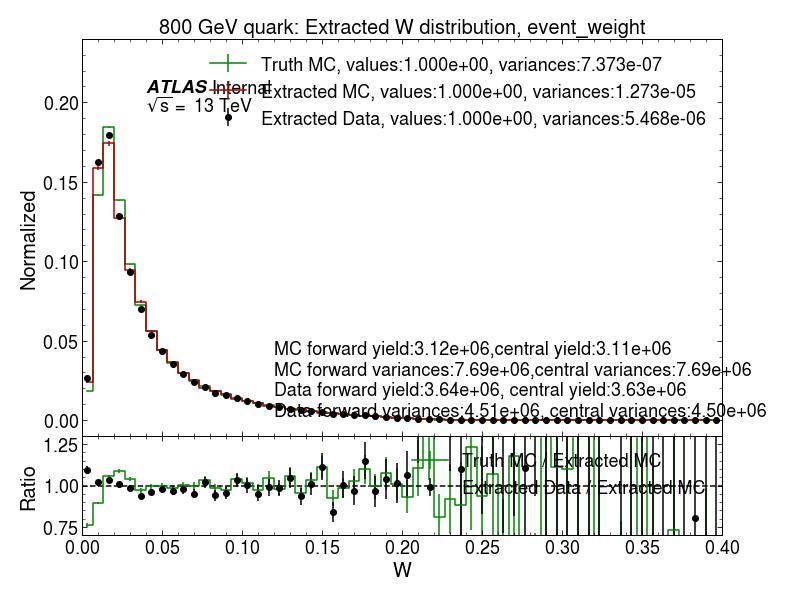 800 GeV quark: Extracted W distribution, event_weight
Truth MC, values:1.000e+00, variances:7.373e-07
ATLAS Internal
Extracted MC, values:1.000e+00, variances:1.273e-05
√s = 13 TeV
Extracted Data, values:1.000e+00, variances:5.468e-06
0.20
0.15
0.10
0.05
0.00
Normalized
MC forward yield:3.12e+06,central yield:3.11e+06
MC forward variances:7.69e+06,central variances:7.69e+06
Data forward yield:3.64e+06, central yield:3.63e+06
Data forward variances:4.51e+06, central variances:4.50e+06
1.25
1.00
0.75
Ratio
Truth MC / Extracted MC
Extracted Data / Extracted MC
0.00 0.05 0.10 0.15 0.20 0.25 0.30 0.35 0.40
W